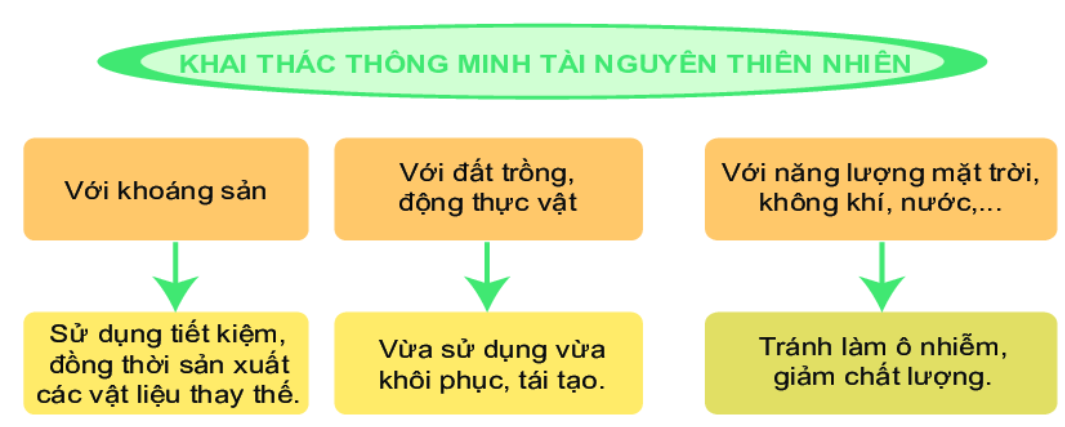 KHAI THÁC THÔNG MINH TÀI NGUYÊN THIÊN NHIÊN
Với khoáng sản
Sử dụng tiết kiệm,
đồng thời sản xuất
các vật liệu thay thế.
Với đất trồng,
động thực vật
Vừa sử dụng vừa
khôi phục, tái tạo.
Với năng lượng mặt trời,
không khí, nước,...
Tránh làm ô nhiễm,
giảm chất lượng.